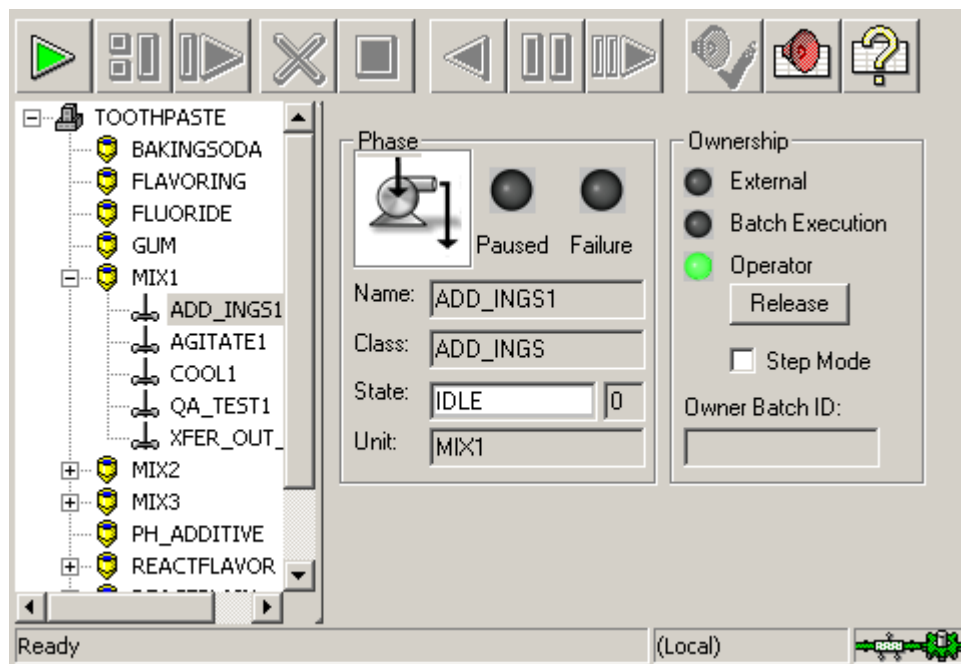 TOOTHPASTE
BAKINGSODA
FLAVORING
FLUORIDE
GUM
MIX1
ADD_INGS1
AGITATE1
COOL1
QA_TEST1
XFER_OUT_
MIX2
MIX3
PH_ADDITIVE
REACTFLAVOR
Phase
Paused Failure
Name: ADD_INGS1
Class: ADD_INGS
State: IDLE 0
Unit: MIX1
Ownership
External
Batch Execution
Operator
Release
Step Mode
Owner Batch ID:
Ready (Local)